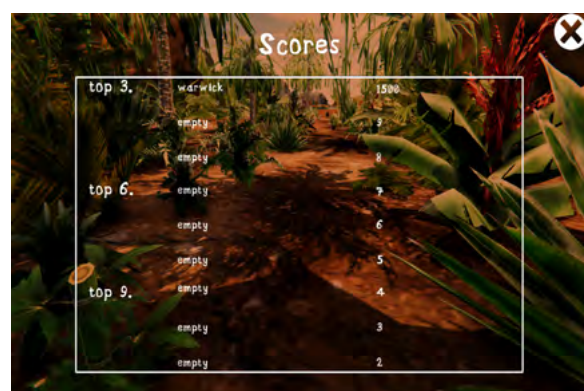 Scores
top 3. warwick 1500
empty 9
empty 8
top 6. empty 7
empty 6
empty 5
top 9. empty 4
empty 3
empty 2